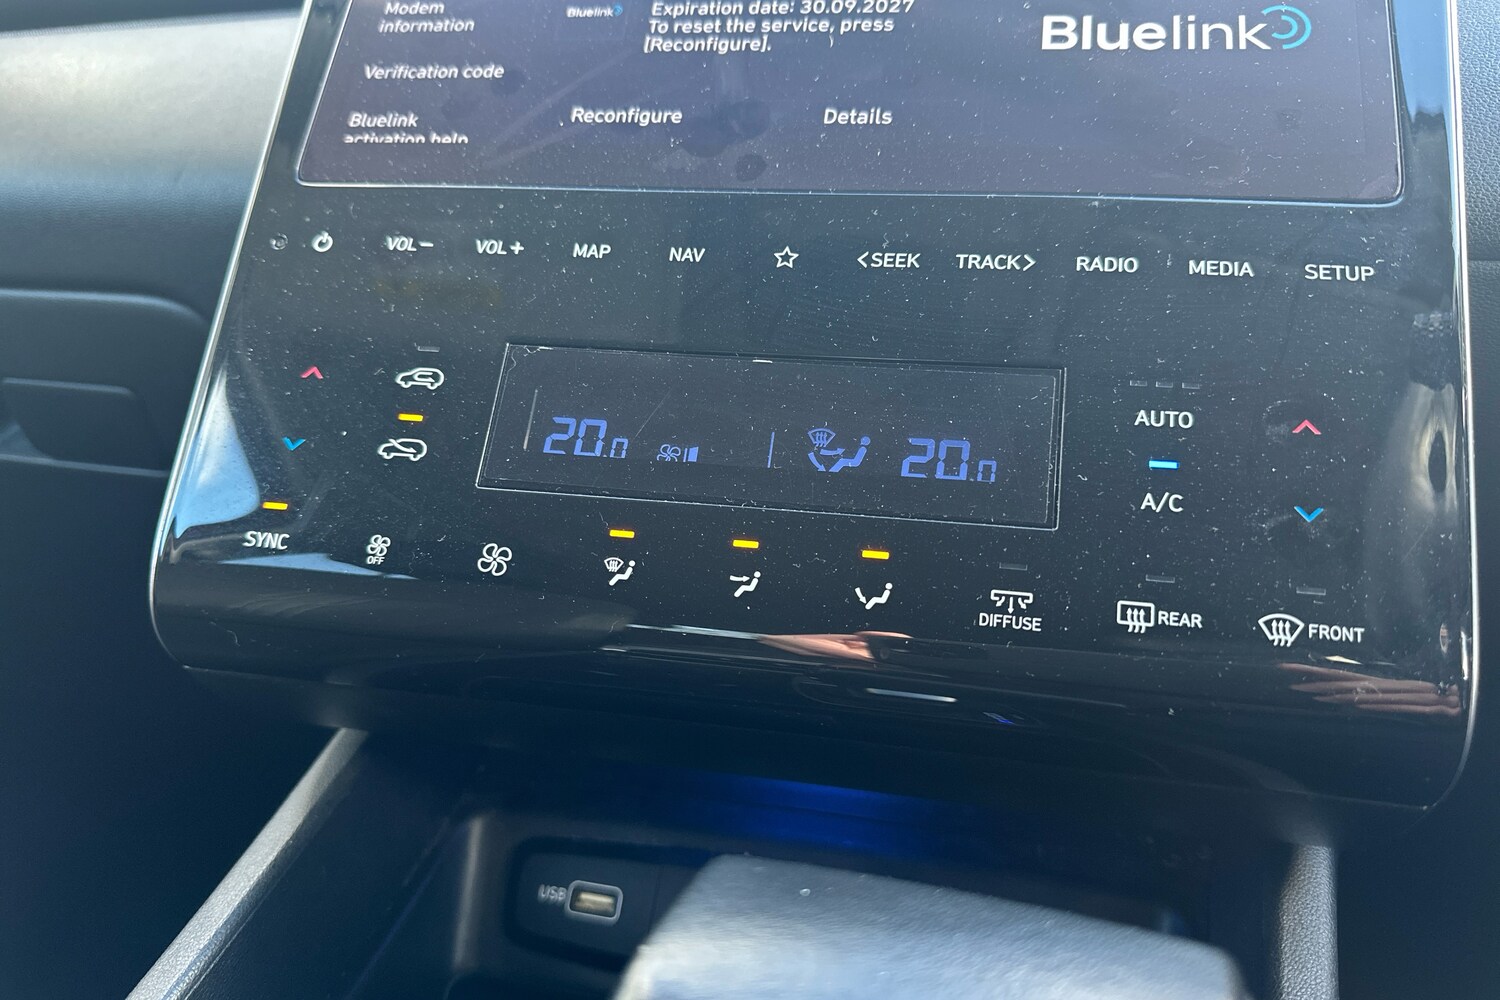 Modem
information
Bluelink
Expiration date: 30.09.2027
To reset the service, press
[Reconfigure].
Bluelink
Verification code
Bluelink
activation help
Reconfigure
Details
VOL−
VOL+
MAP
NAV
<SEEK
TRACK>
RADIO
MEDIA
SETUP
20.0
20.0
AUTO
A/C
SYNC
OFF
DIFFUSE
REAR
FRONT
USB